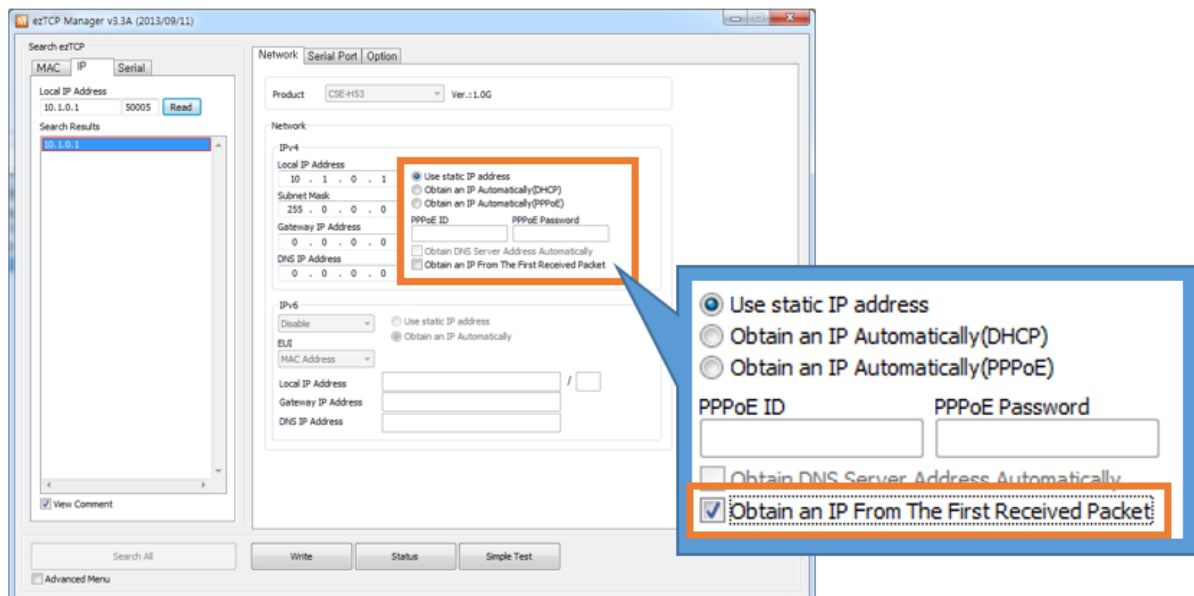 ezTCP Manager v3.3A (2013/09/11)
Search ezTCP
MAC IP Serial
Local IP Address
10.1.0.1 50005 Read
Search Results
10.1.0.1
View Comment
Search All
Advanced Menu
Network Serial Port Option
Product CSE-H53 Ver.:1.0G
Network
IPv4
Local IP Address
10 . 1 . 0 . 1
Subnet Mask
255 . 0 . 0 . 0
Gateway IP Address
0 . 0 . 0 . 0
DNS IP Address
0 . 0 . 0 . 0
Use static IP address
Obtain an IP Automatically(DHCP)
Obtain an IP Automatically(PPPoE)
PPPoE ID PPPoE Password
Obtain DNS Server Address Automatically
Obtain an IP From The First Received Packet
IPv6
Disable
Use static IP address
Obtain an IP Automatically
EUI
MAC Address
Local IP Address /
Gateway IP Address
DNS IP Address
Write Status Simple Test
Use static IP address
Obtain an IP Automatically(DHCP)
Obtain an IP Automatically(PPPoE)
PPPoE ID PPPoE Password
Obtain DNS Server Address Automatically
Obtain an IP From The First Received Packet